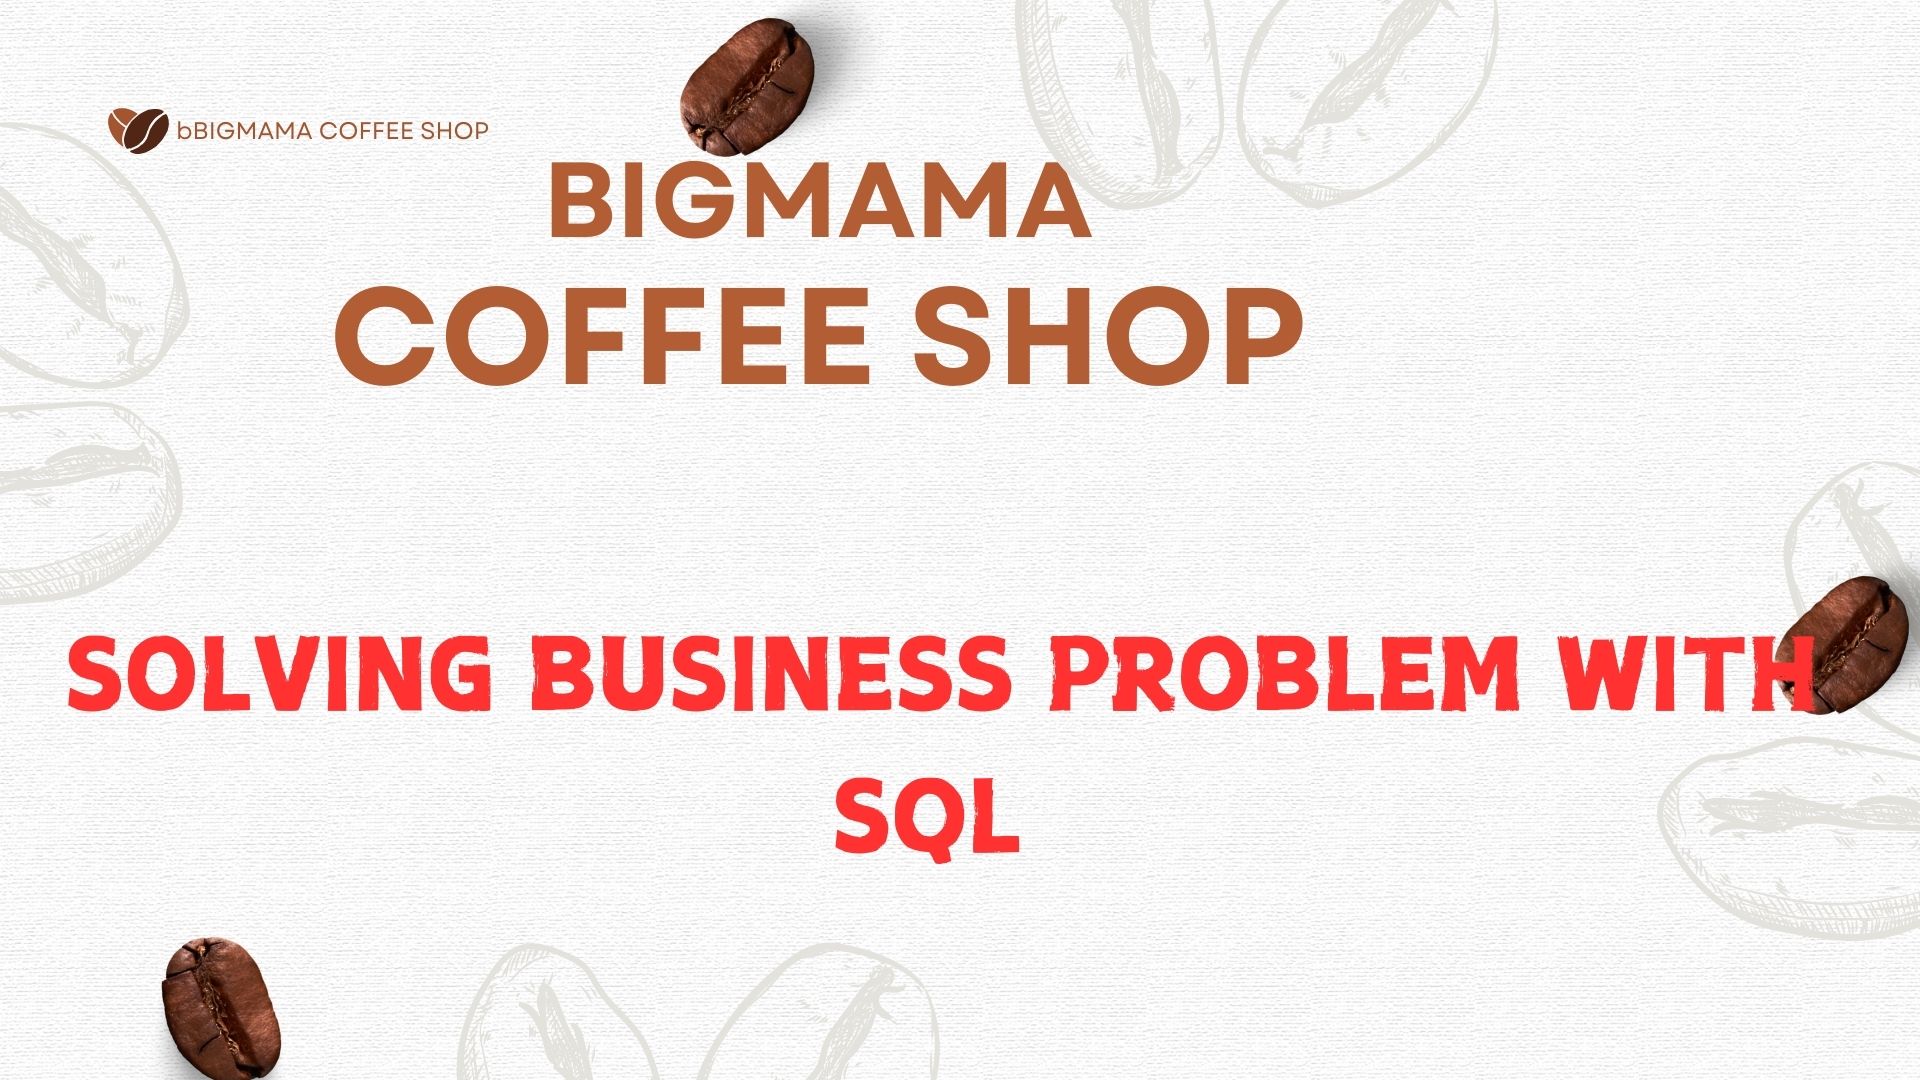 bBIGMAMA COFFEE SHOP
BIGMAMA
COFFEE SHOP
SOLVING BUSINESS PROBLEM WITH
SQL